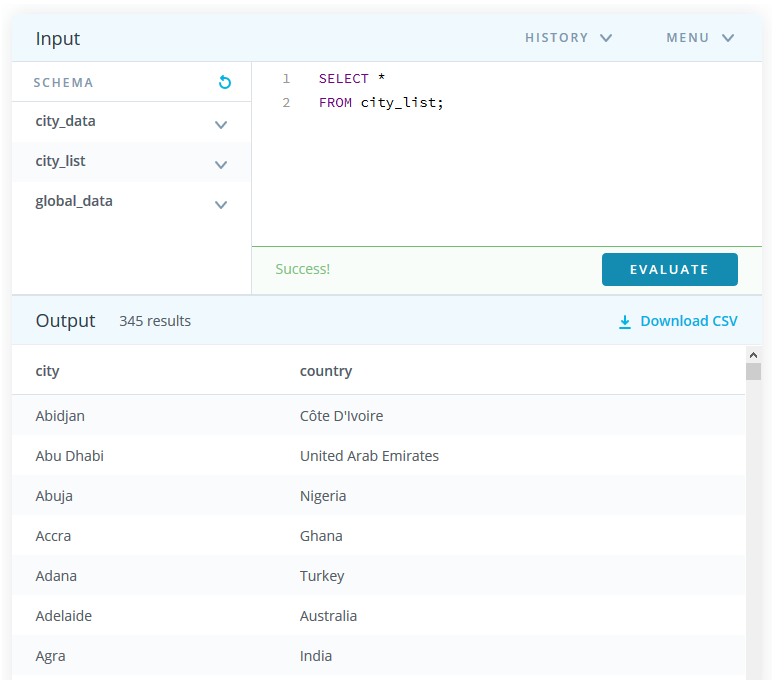 Input HISTORY MENU
SCHEMA
city_data
city_list
global_data
1 SELECT *
2 FROM city_list;
Success! EVALUATE
Output 345 results Download CSV
city country
Abidjan Côte D'Ivoire
Abu Dhabi United Arab Emirates
Abuja Nigeria
Accra Ghana
Adana Turkey
Adelaide Australia
Agra India